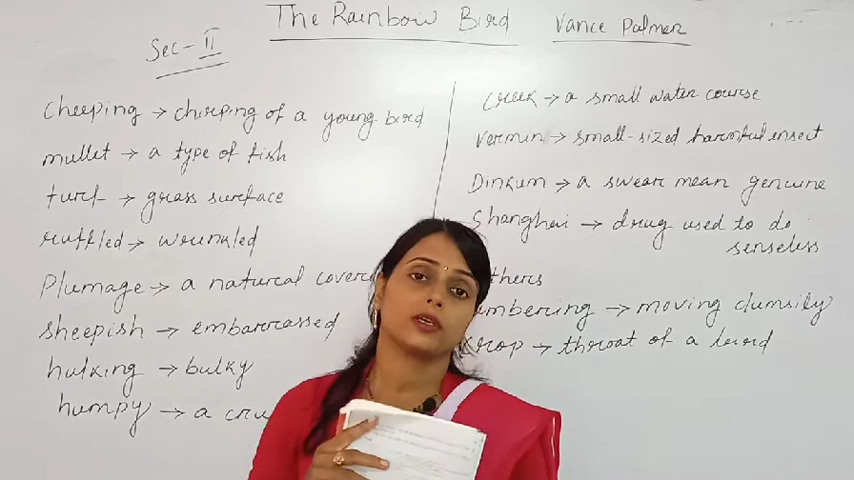 The Rainbow Bird Vance Palmer
Sec - II
cheeping → chirping of a young bird
mullet → a type of fish
turf → grass surface
ruffled → wrinkled
Plumage → a natural
sheepish → embarrassed
hulking → bulky
humpy → a
creek → a small water course
vermin → small-sized harmful insect
Dinkum → a swear mean genuine
Shanghai → drug used to do
senseless
thers
mbering → moving clumsily
crop → throat of a bird